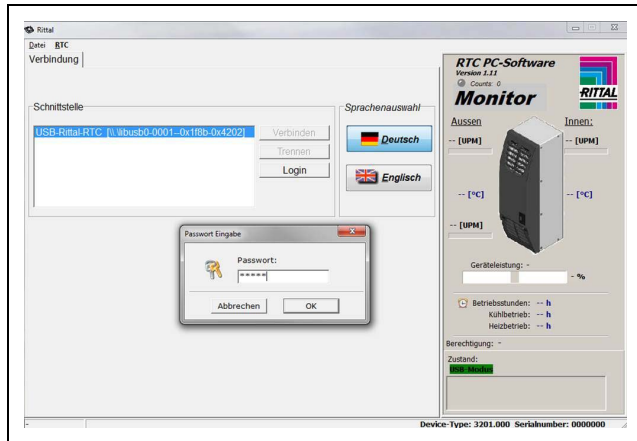 Rittal
Datei RTC
Verbindung
Schnittstelle
USB-Rittal-RTC [\\.\libusb0-0001--0x1f8b-0x4202]
Verbinden
Trennen
Login
Sprachenauswahl
Deutsch
Englisch
Passwort Eingabe
Passwort:
*****
Abbrechen OK
RTC PC-Software
Version 1.11
Counts: 0
Monitor
RITTAL
Aussen Innen:
-- [UPM] -- [UPM]
-- [°C] -- [°C]
-- [UPM]
Geräteleistung: -
- %
Betriebsstunden: -- h
Kühlbetrieb: -- h
Heizbetrieb: -- h
Berechtigung: -
Zustand:
USB-Modus
- Device-Type: 3201.000 Serialnumber: 0000000